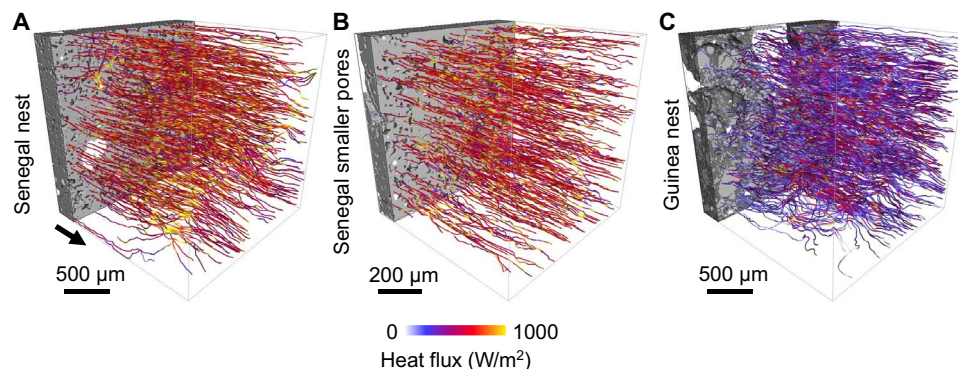 A
Senegal nest
500 µm
B
Senegal smaller pores
200 µm
C
Guinea nest
500 µm
0 1000
Heat flux (W/m²)